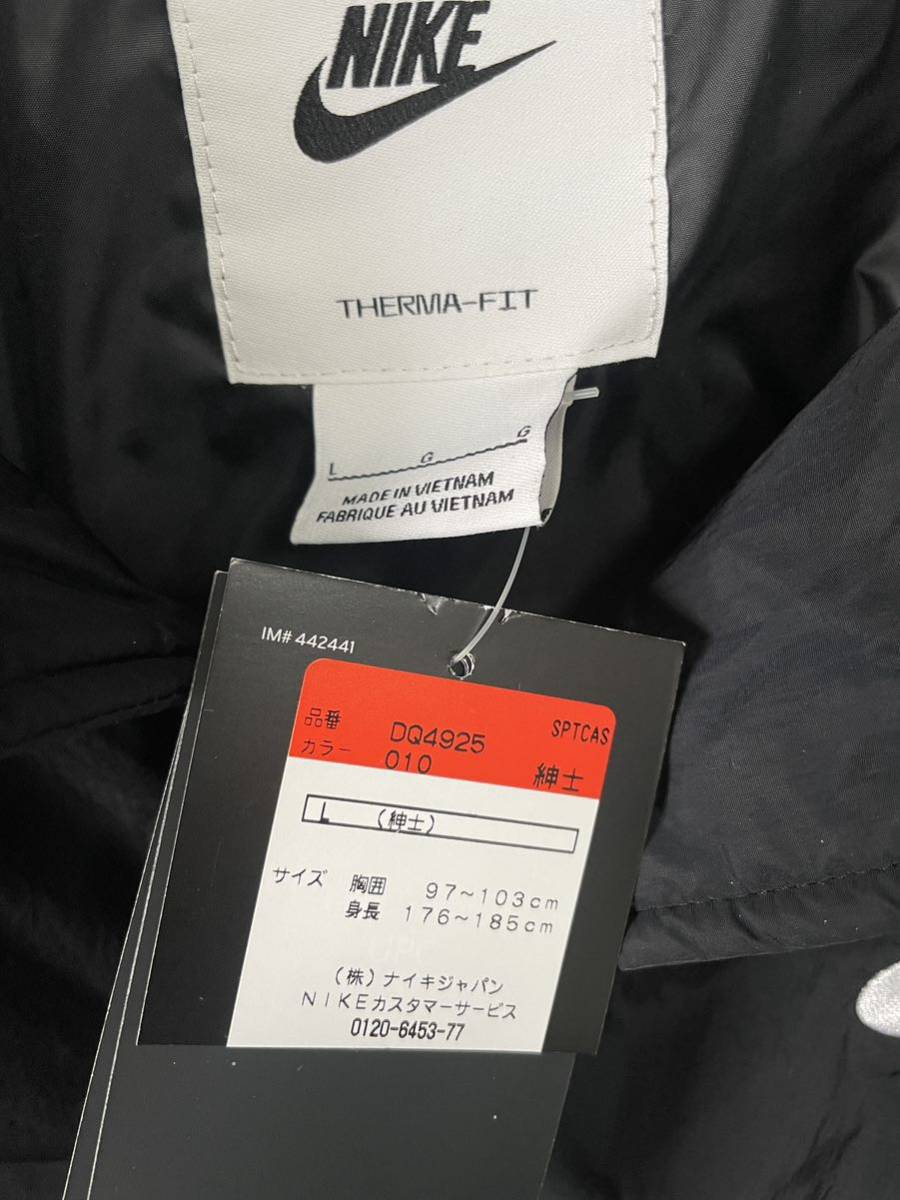 NIKE
THERMA-FIT
L G G
MADE IN VIETNAM
FABRIQUE AU VIETNAM
IM# 442441
品番 DQ4925 SPTCAS
カラー 010 紳士
L (紳士)
サイズ 胸囲 97~103cm
身長 176~185cm
(株)ナイキジャパン
NIKEカスタマーサービス
0120-6453-77